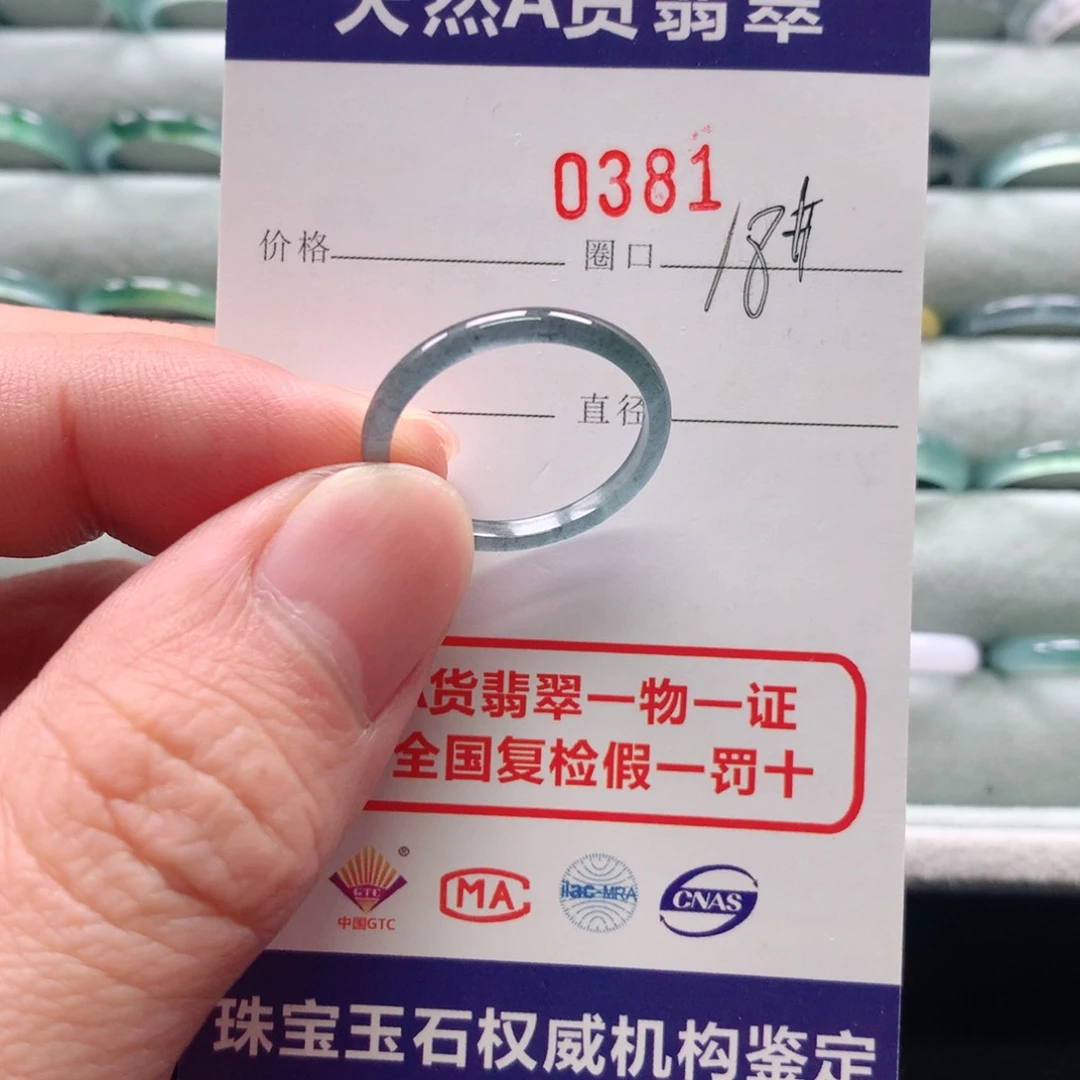 天然A货翡翠
0381
价格 圈口 18#
直径
A货翡翠一物一证
全国复检假一罚十
GTC ® MA ilac-MRA CNAS
中国GTC
珠宝玉石权威机构鉴定